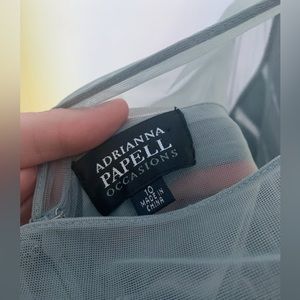 ADRIANNA
PAPELL
OCCASIONS
10
MADE IN
CHINA